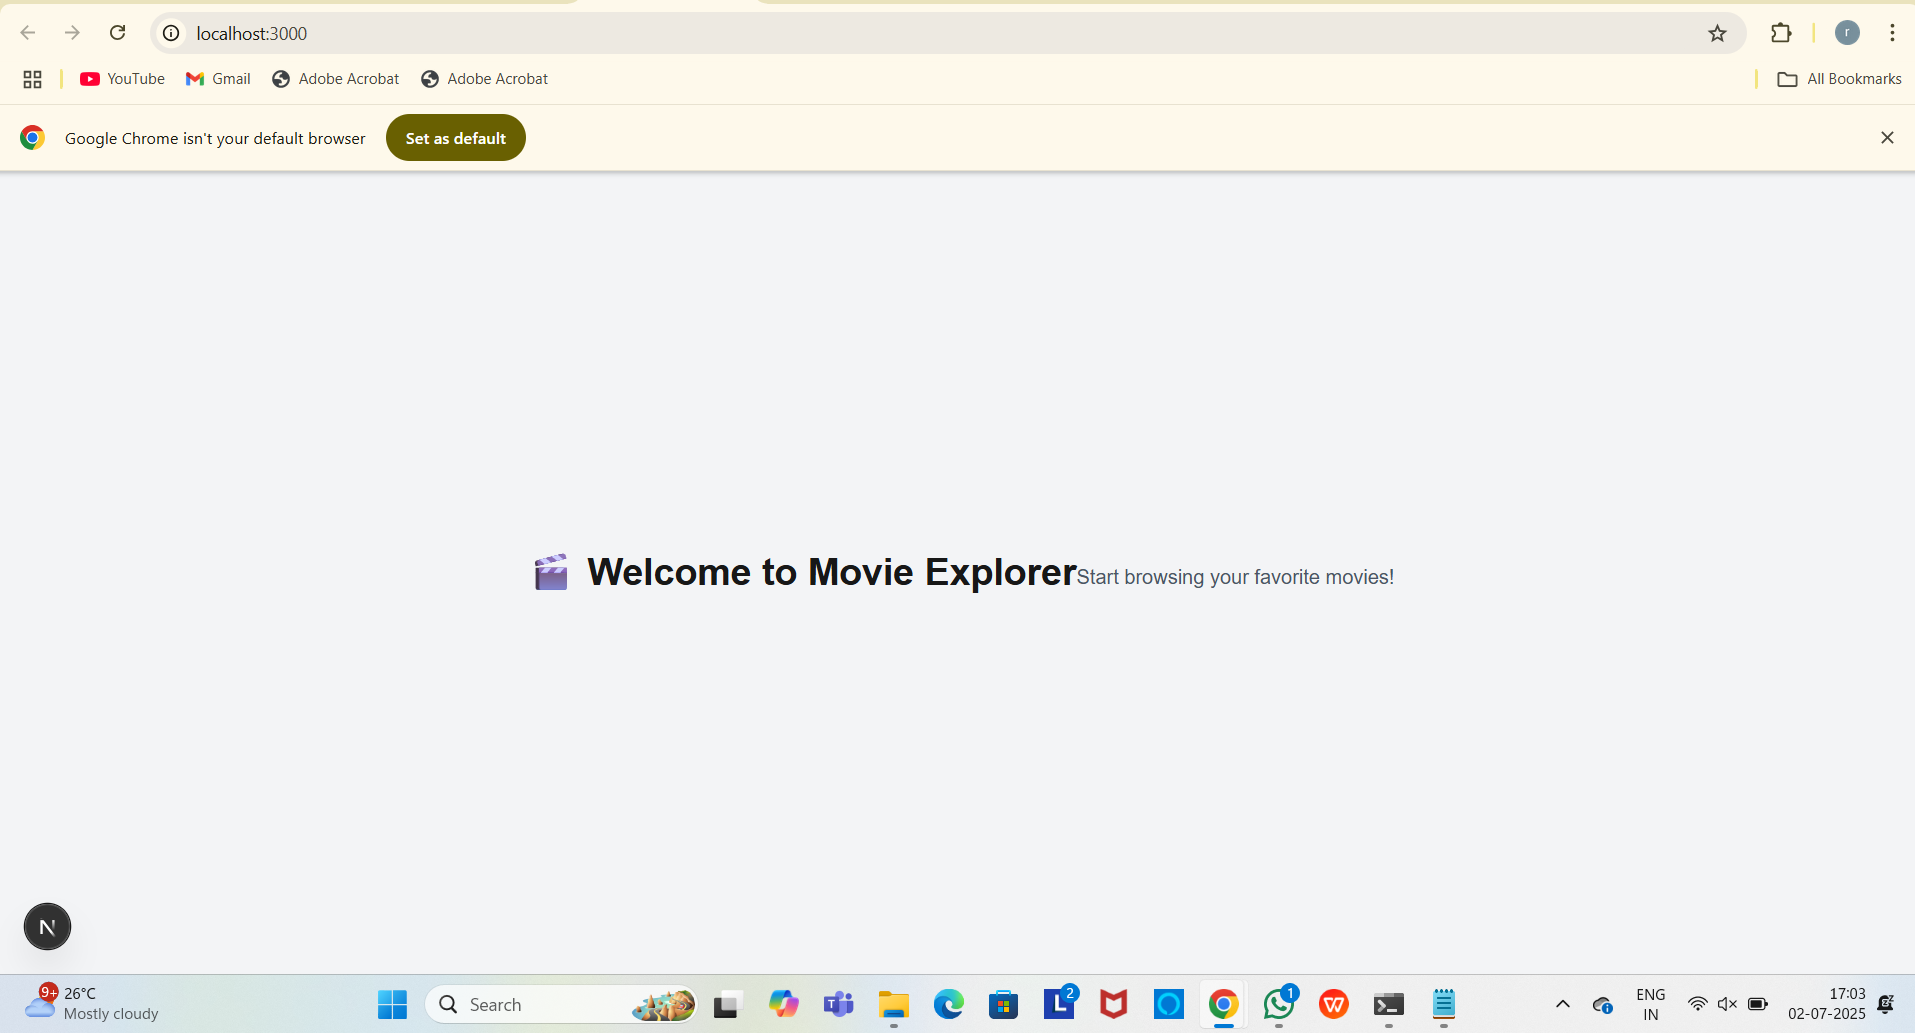 localhost:3000
r
YouTube
Gmail
Adobe Acrobat
Adobe Acrobat
All Bookmarks
Google Chrome isn't your default browser
Set as default
Welcome to Movie Explorer
Start browsing your favorite movies!
N
9+
26°C
Mostly cloudy
Search
T
L
2
1
W
ENG
IN
17:03
02-07-2025